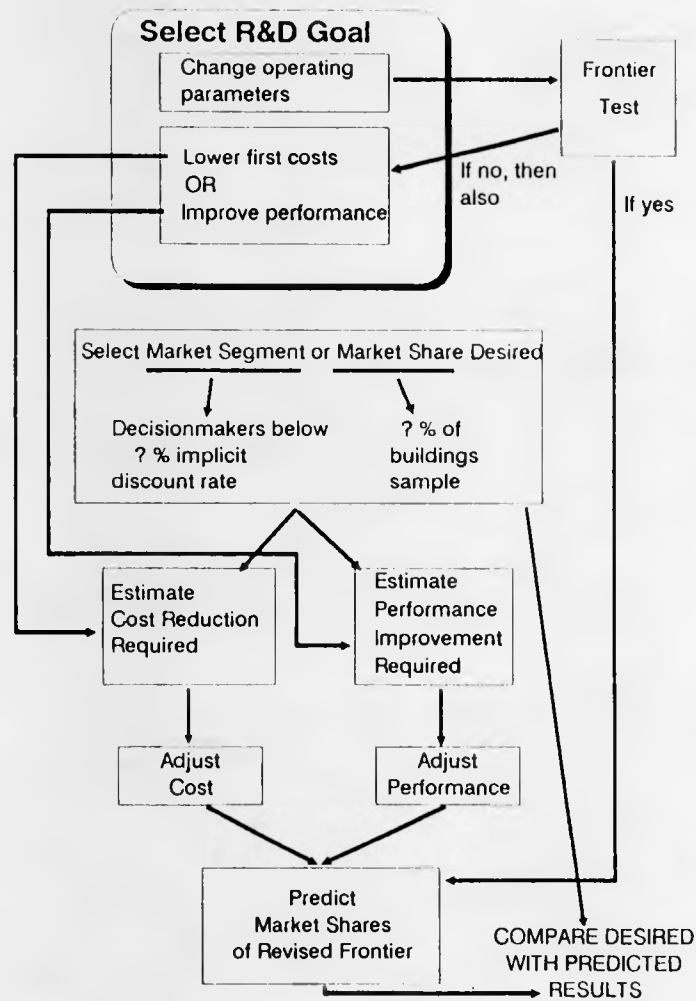 Select R&D Goal
Change operating
parameters
Frontier
Test
Lower first costs
OR
Improve performance
If no, then
also
If yes
Select Market Segment or Market Share Desired
Decisionmakers below
? % implicit
discount rate
? % of
buildings
sample
Estimate
Cost Reduction
Required
Estimate
Performance
Improvement
Required
Adjust
Cost
Adjust
Performance
Predict
Market Shares
of Revised Frontier
COMPARE DESIRED
WITH PREDICTED
RESULTS